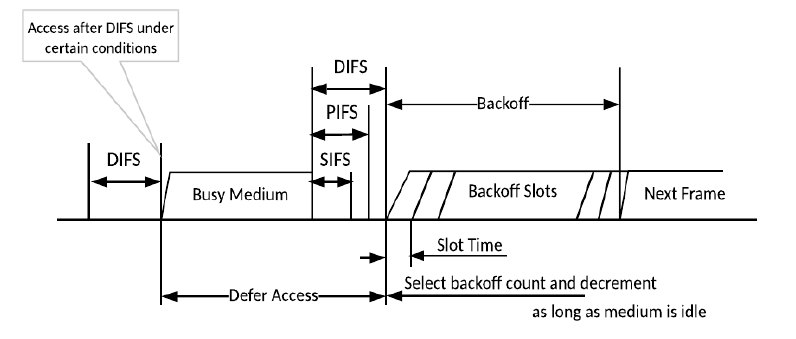 Access after DIFS under
certain conditions
DIFS
Backoff
PIFS
DIFS
SIFS
Busy Medium
Backoff Slots
Next Frame
Slot Time
Select backoff count and decrement
Defer Access
as long as medium is idle